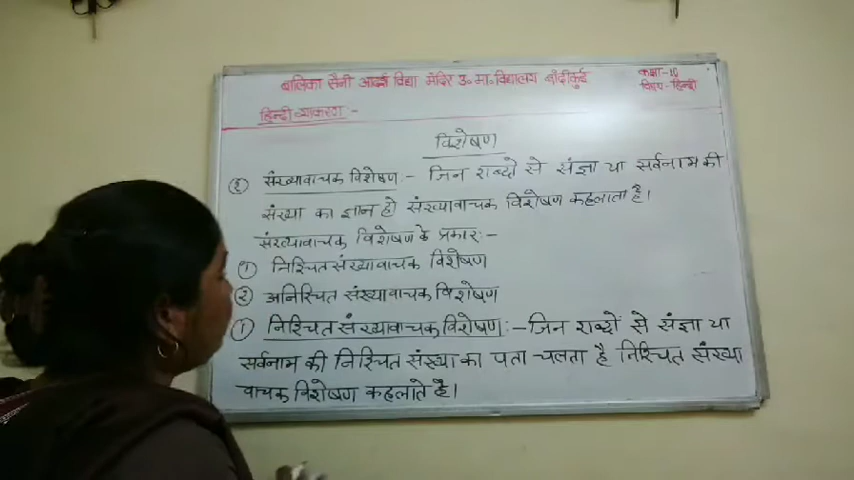 बालिका सैनी आदर्श विद्या मंदिर उ० मा० विद्यालय बाँदीकुई
कक्षा - 10
विषय - हिन्दी
हिन्दी व्याकरण :-
विशेषण
② संख्यावाचक विशेषण :- जिन शब्दों से संज्ञा या सर्वनाम की
संख्या का ज्ञान हो संख्यावाचक विशेषण कहलाता है।
संख्यावाचक विशेषण के प्रकार :-
① निश्चित संख्यावाचक विशेषण
② अनिश्चित संख्यावाचक विशेषण
① निश्चित संख्यावाचक विशेषण :- जिन शब्दों से संज्ञा या
सर्वनाम की निश्चित संख्या का पता चलता है निश्चित संख्या
वाचक विशेषण कहलाते है।